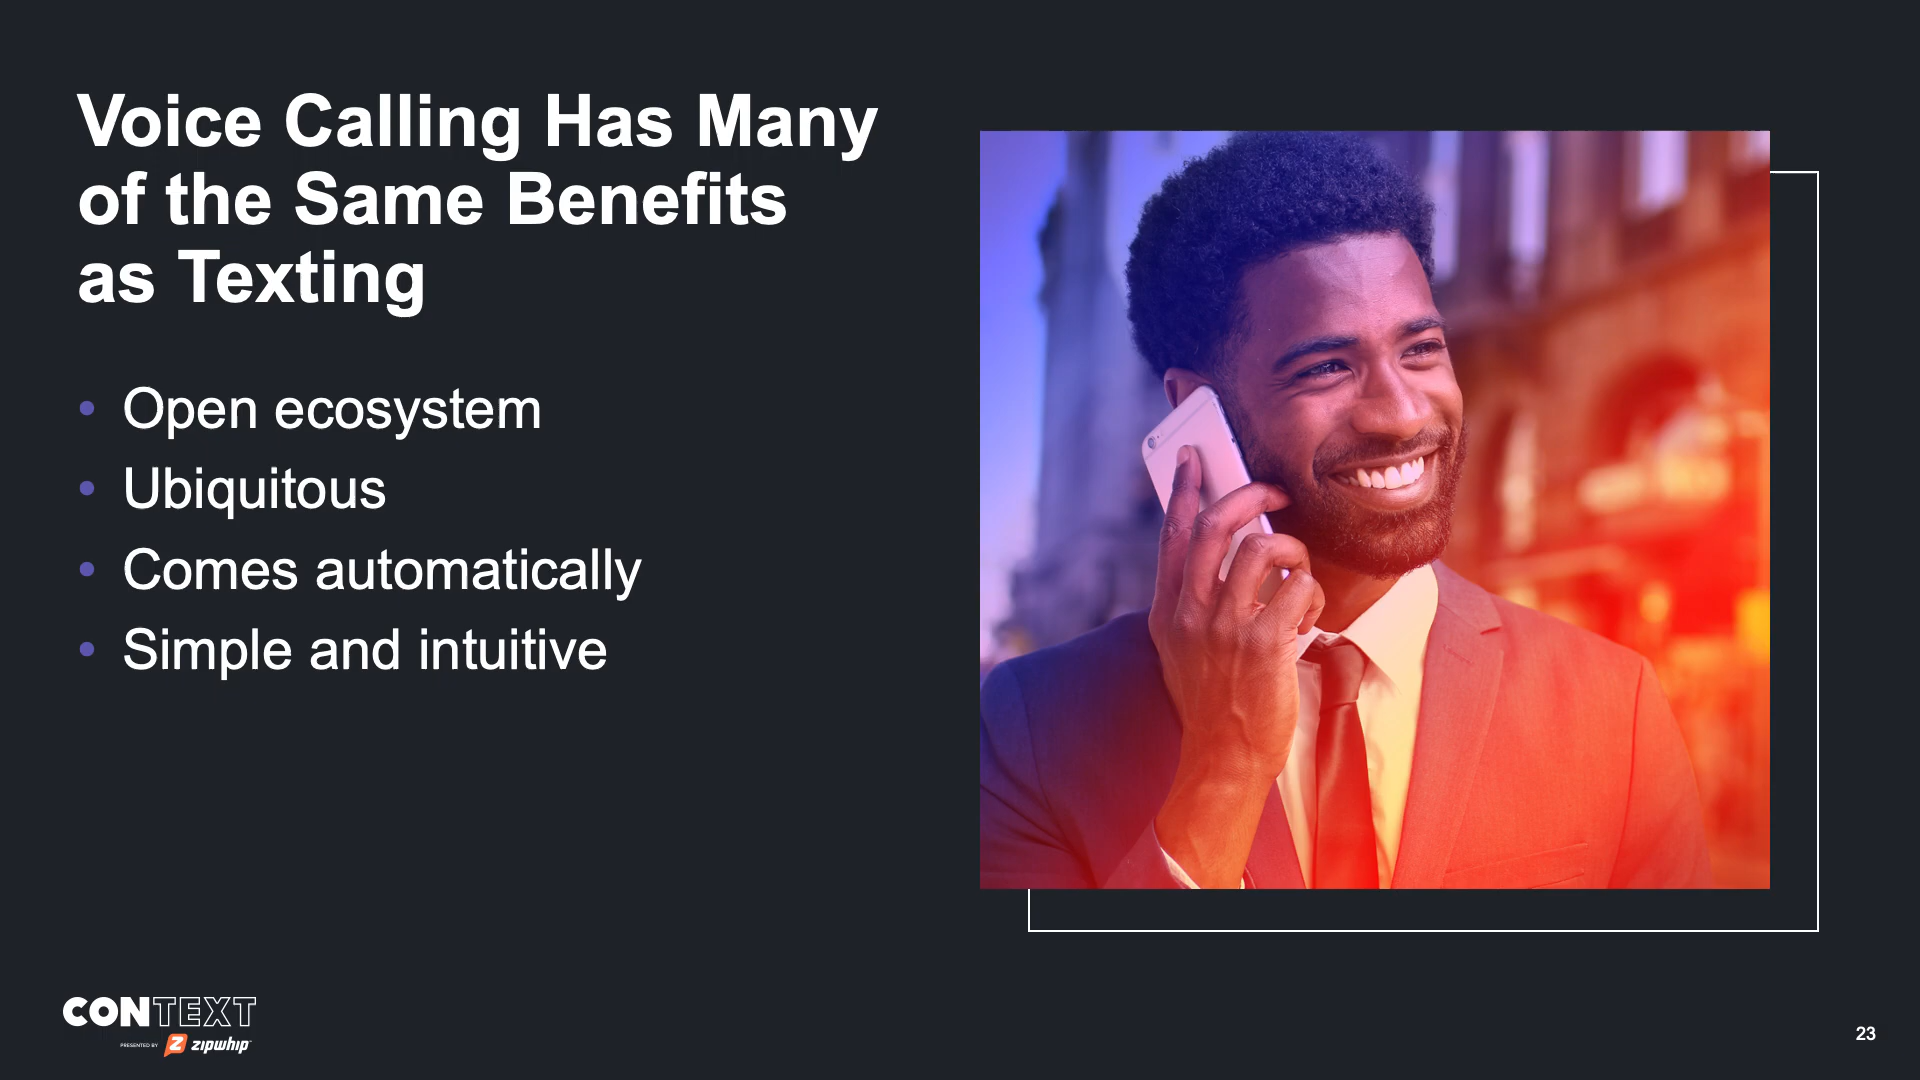 Voice Calling Has Many
of the Same Benefits
as Texting
• Open ecosystem
• Ubiquitous
• Comes automatically
• Simple and intuitive
CONTEXT
PRESENTED BY zipwhip
23